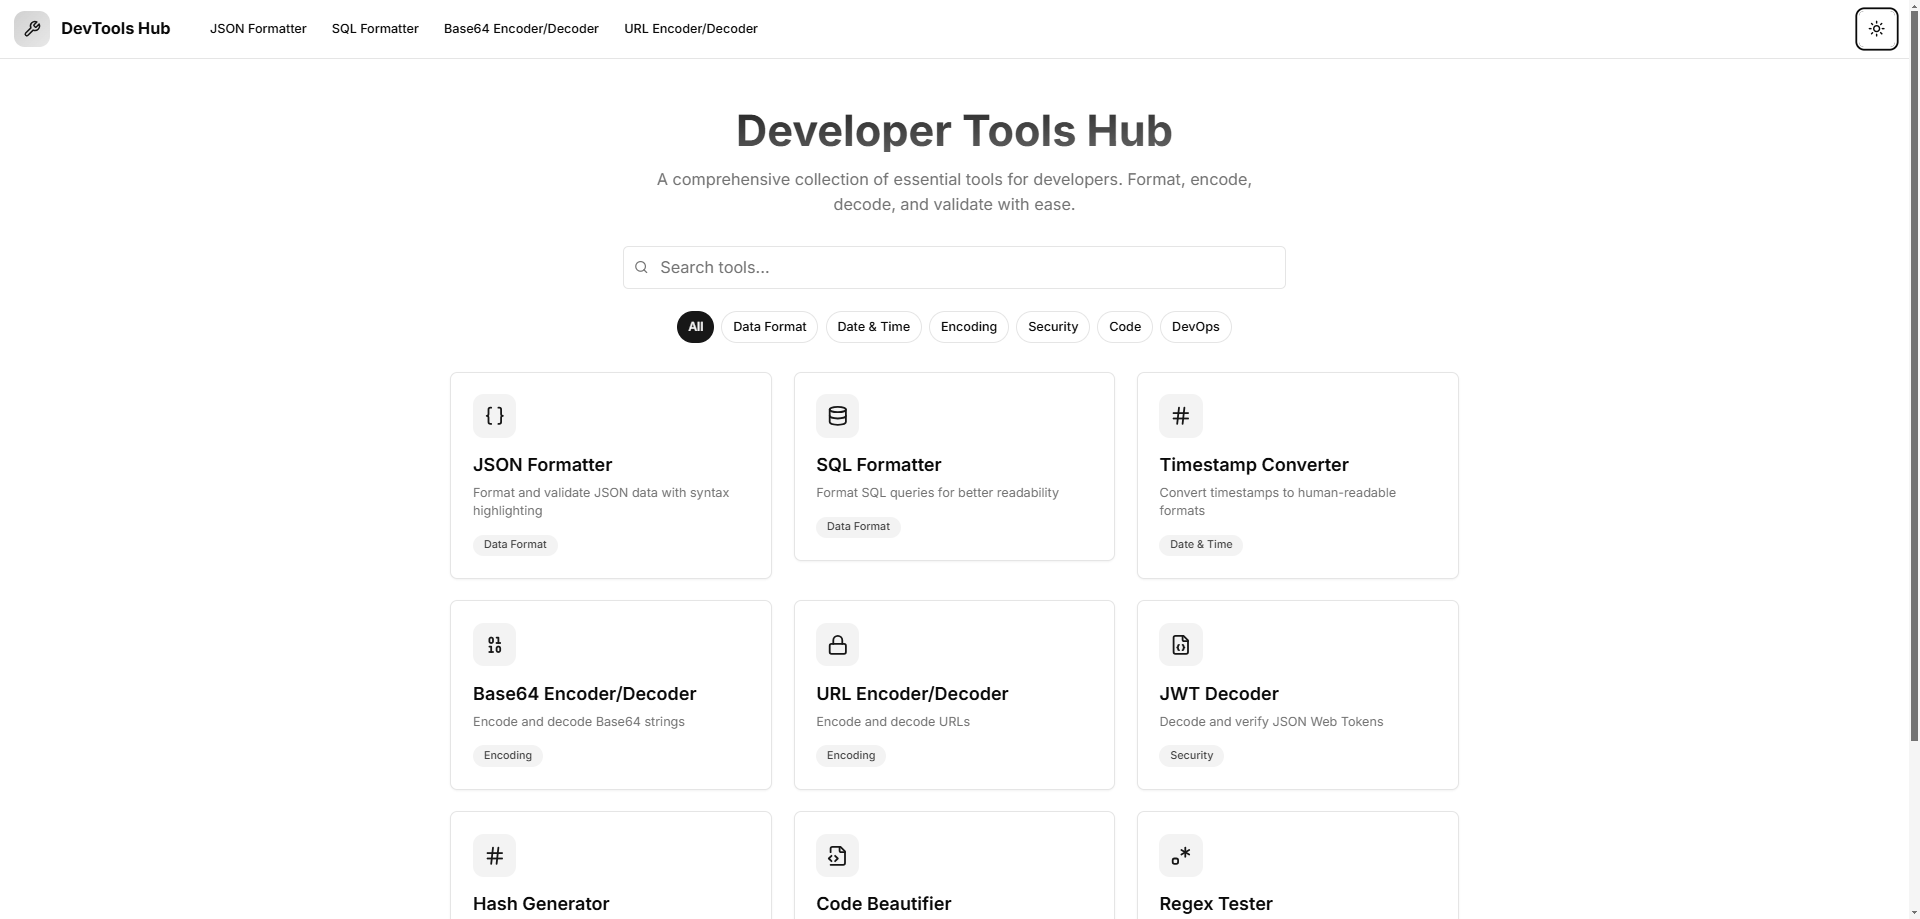 DevTools Hub
JSON Formatter
SQL Formatter
Base64 Encoder/Decoder
URL Encoder/Decoder
Developer Tools Hub
A comprehensive collection of essential tools for developers. Format, encode,
decode, and validate with ease.
Search tools...
All
Data Format
Date & Time
Encoding
Security
Code
DevOps
JSON Formatter
Format and validate JSON data with syntax
highlighting
Data Format
SQL Formatter
Format SQL queries for better readability
Data Format
Timestamp Converter
Convert timestamps to human-readable
formats
Date & Time
01
10
Base64 Encoder/Decoder
Encode and decode Base64 strings
Encoding
URL Encoder/Decoder
Encode and decode URLs
Encoding
JWT Decoder
Decode and verify JSON Web Tokens
Security
Hash Generator
Code Beautifier
Regex Tester